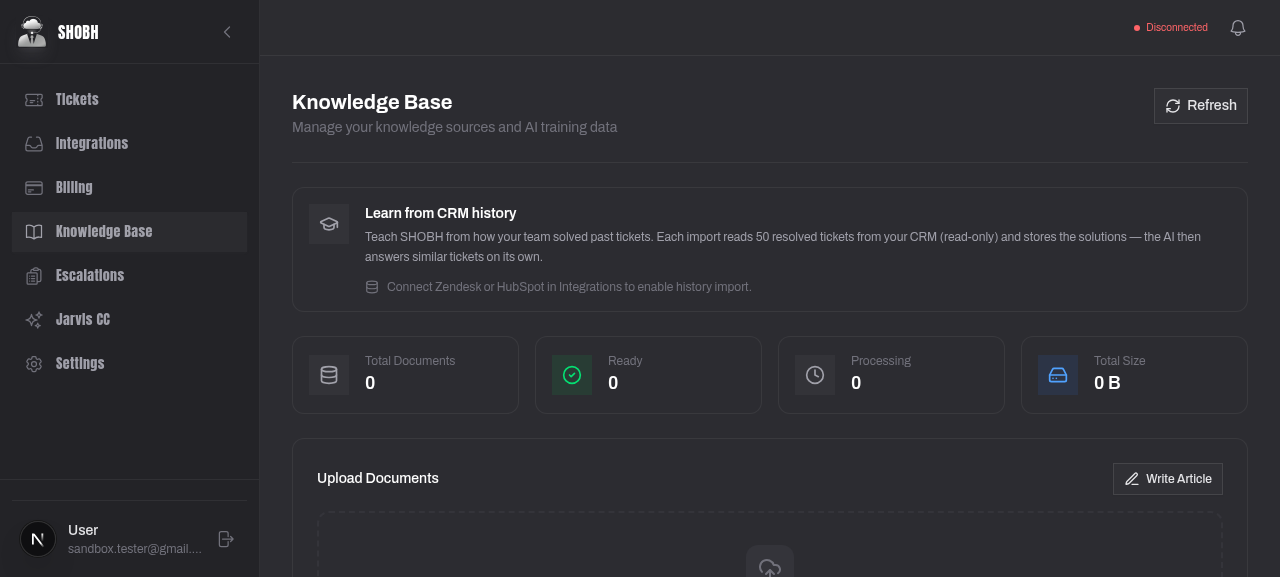 SHOBH
Disconnected
Tickets
Integrations
Billing
Knowledge Base
Escalations
Jarvis CC
Settings
User
sandbox.tester@gmail....
Knowledge Base
Manage your knowledge sources and AI training data
Refresh
Learn from CRM history
Teach SHOBH from how your team solved past tickets. Each import reads 50 resolved tickets from your CRM (read-only) and stores the solutions — the AI then
answers similar tickets on its own.
Connect Zendesk or HubSpot in Integrations to enable history import.
Total Documents
0
Ready
0
Processing
0
Total Size
0 B
Upload Documents
Write Article